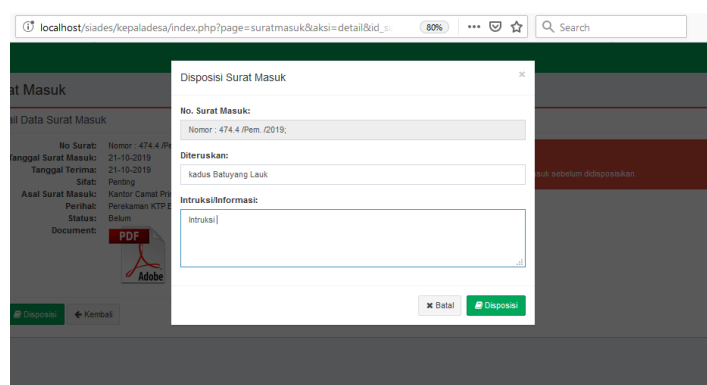 localhost/siades/kepaladesa/index.php?page=suratmasuk&aksi=detail&id_s
80%
Search
at Masuk
ail Data Surat Masuk
No Surat: Nomor : 474.4 /Pe
Tanggal Surat Masuk: 21-10-2019
Tanggal Terima: 21-10-2019
Sifat: Penting
Asal Surat Masuk: Kantor Camat Pri
Perihal: Perekaman KTP E
Status: Belum
Document:
PDF
Adobe
Disposisi
Kembali
asuk sebelum didisposisikan.
Disposisi Surat Masuk
×
No. Surat Masuk:
Nomor : 474.4 /Pem. /2019;
Diteruskan:
kadus Batuyang Lauk
Intruksi/Informasi:
Intruksi
Batal
Disposisi